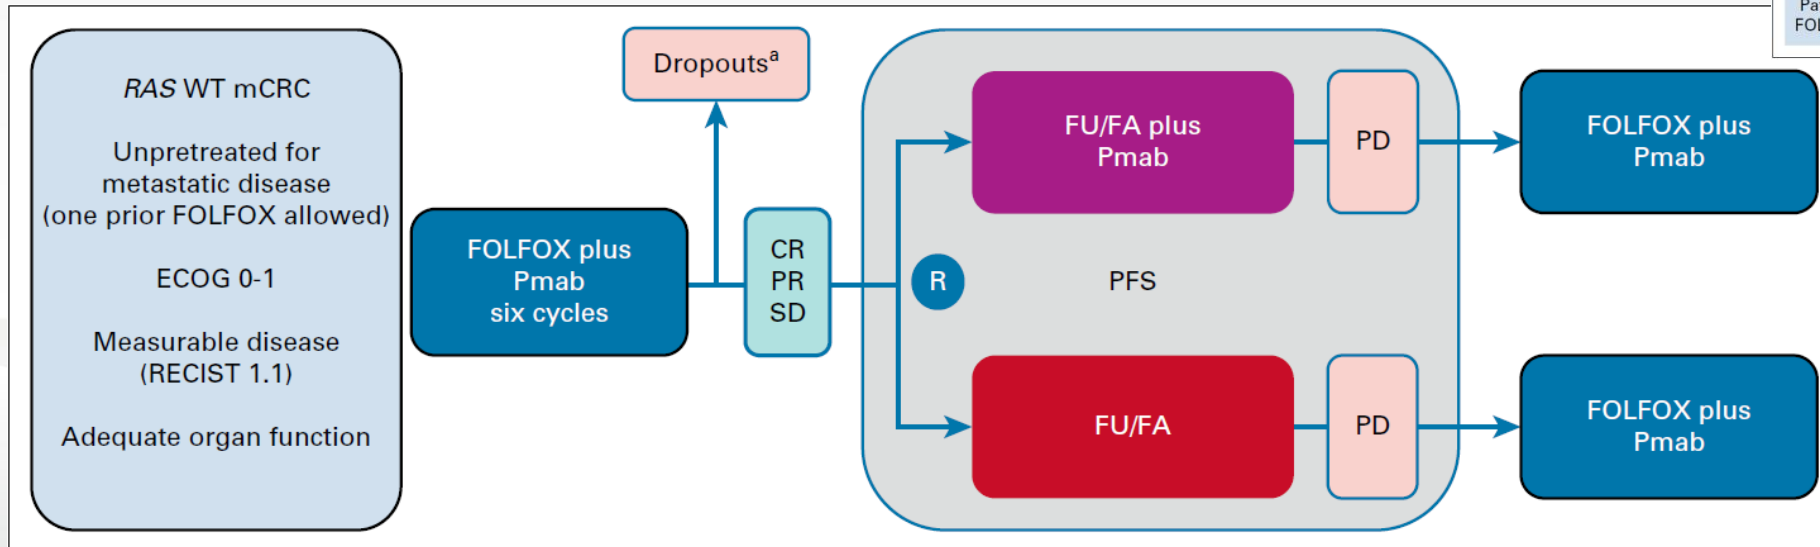 RAS WT mCRC
Unpretreated for
metastatic disease
(one prior FOLFOX allowed)
ECOG 0-1
Measurable disease
(RECIST 1.1)
Adequate organ function
FOLFOX plus
Pmab
six cycles
Dropoutsᵃ
CR
PR
SD
R
FU/FA plus
Pmab
PD
FOLFOX plus
Pmab
PFS
FU/FA
PD
FOLFOX plus
Pmab